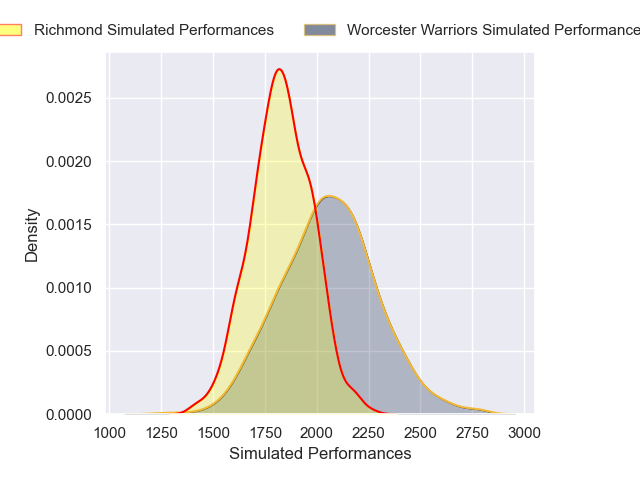 Richmond Simulated Performances
Worcester Warriors Simulated Performance
0.0025
0.0020
0.0015
0.0010
0.0005
0.0000
Density
1000 1250 1500 1750 2000 2250 2500 2750 3000
Simulated Performances